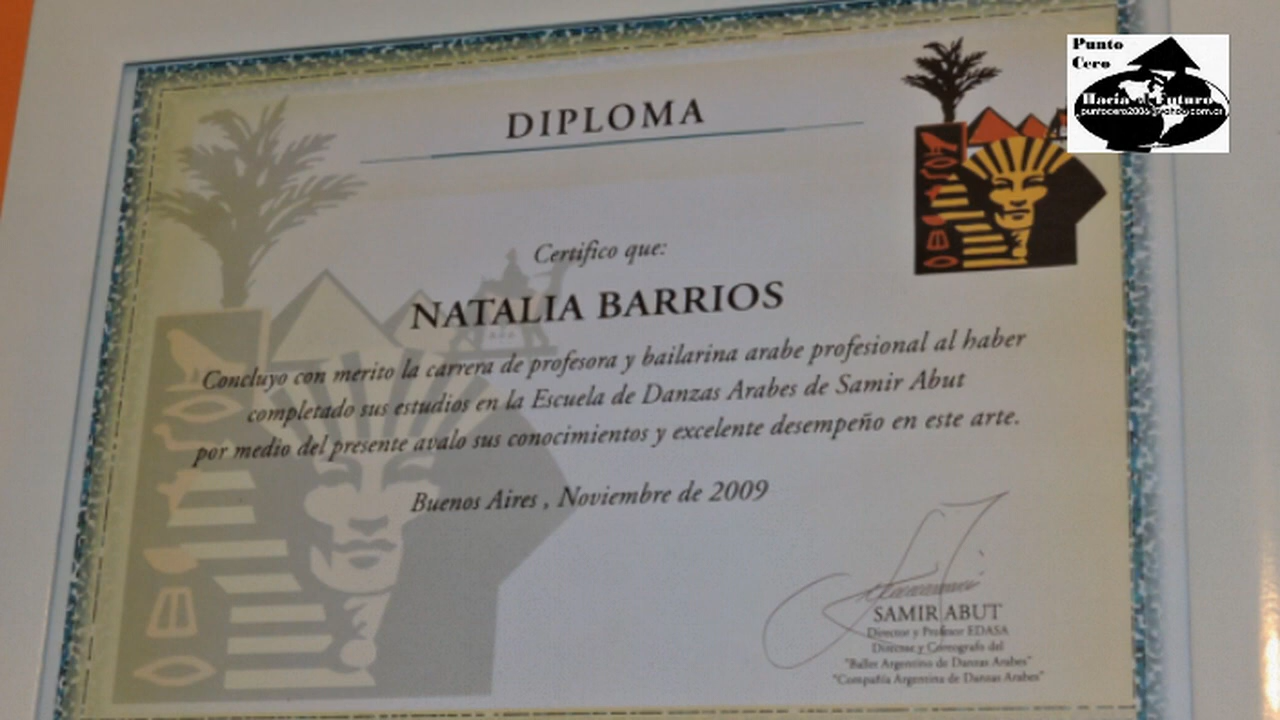 Punto
Cero
Hacia el Futuro
DIPLOMA
Certifico que:
NATALIA BARRIOS
Concluyo con merito la carrera de profesora y bailarina arabe profesional al haber
completado sus estudios en la Escuela de Danzas Arabes de Samir Abut
por medio del presente avalo sus conocimientos y excelente desempeño en este arte.
Buenos Aires , Noviembre de 2009
SAMIR ABUT
Director y Profesor EDASA
Director y Coreografo del
"Ballet Argentino de Danzas Arabes"
"Compañia Argentina de Danzas Arabes"